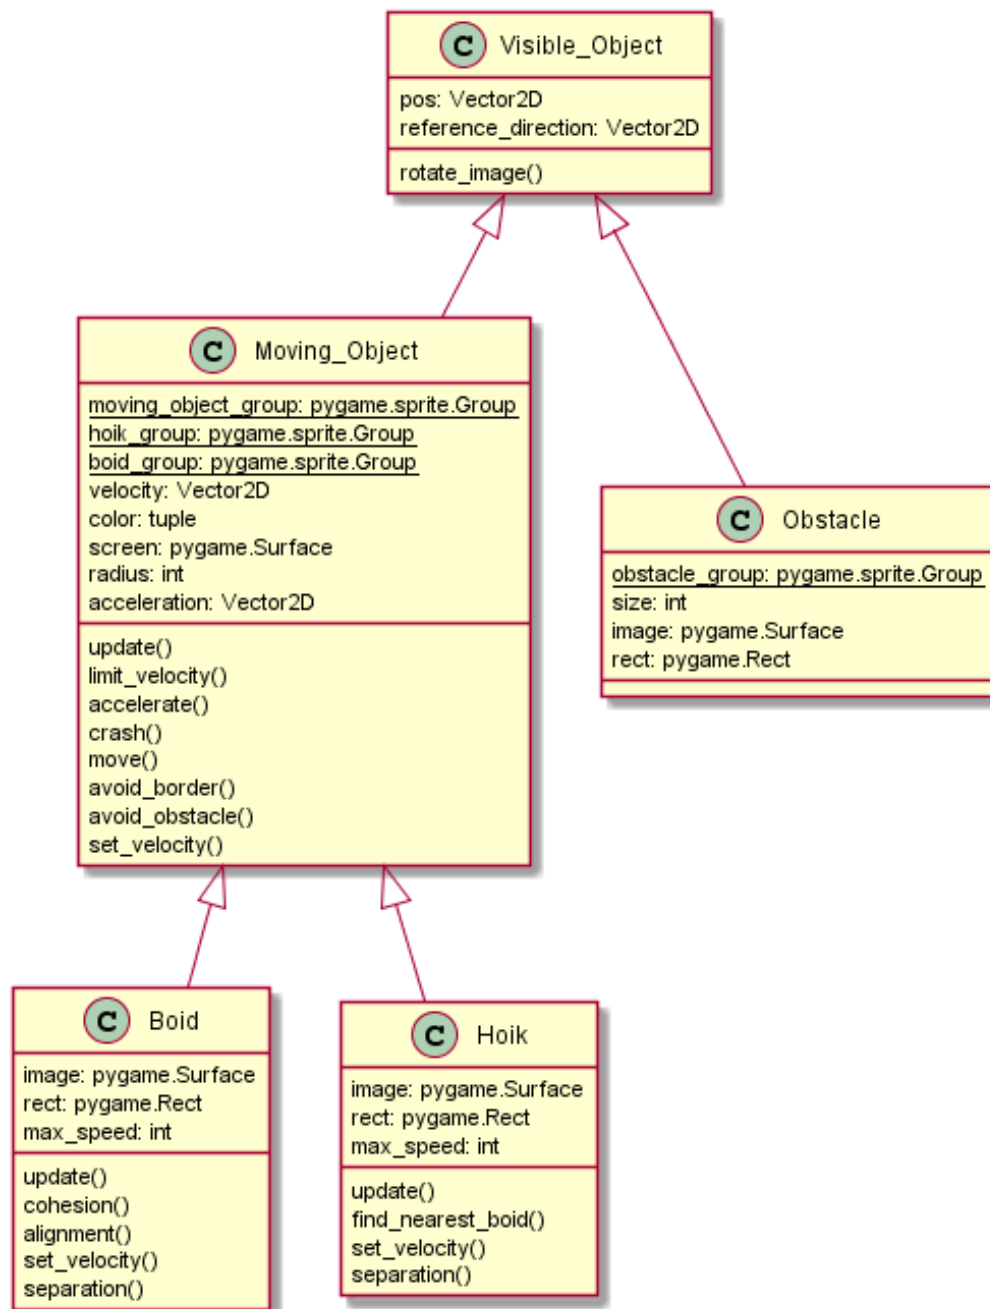 C Visible_Object
pos: Vector2D
reference_direction: Vector2D
rotate_image()
C Moving_Object
moving_object_group: pygame.sprite.Group
hoik_group: pygame.sprite.Group
boid_group: pygame.sprite.Group
velocity: Vector2D
color: tuple
screen: pygame.Surface
radius: int
acceleration: Vector2D
update()
limit_velocity()
accelerate()
crash()
move()
avoid_border()
avoid_obstacle()
set_velocity()
C Obstacle
obstacle_group: pygame.sprite.Group
size: int
image: pygame.Surface
rect: pygame.Rect
C Boid
image: pygame.Surface
rect: pygame.Rect
max_speed: int
update()
cohesion()
alignment()
set_velocity()
separation()
C Hoik
image: pygame.Surface
rect: pygame.Rect
max_speed: int
update()
find_nearest_boid()
set_velocity()
separation()